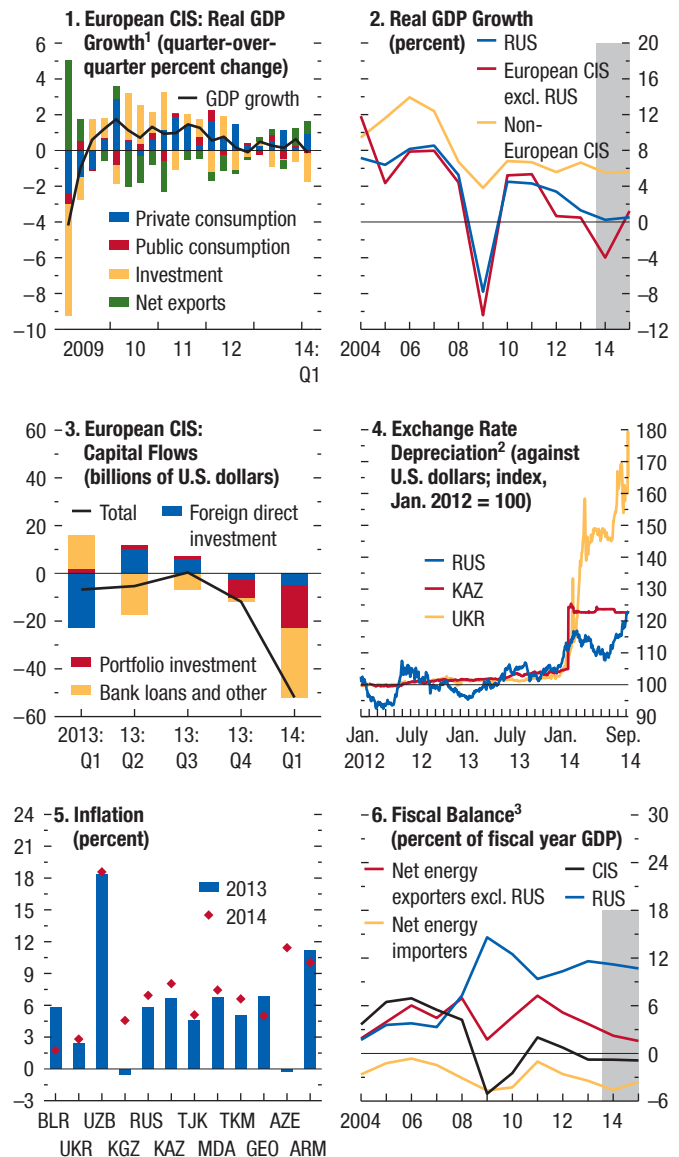 1. European CIS: Real GDP
Growth1 (quarter-over-
quarter percent change)
GDP growth
Private consumption
Public consumption
Investment
Net exports
6
4
2
0
–2
–4
–6
–8
–10
2009
10
11
12
14:
Q1
2. Real GDP Growth
(percent)
RUS
European CIS
excl. RUS
Non-
European CIS
20
16
12
8
4
0
–4
–8
–12
2004
06
08
10
12
14
3. European CIS:
Capital Flows
(billions of U.S. dollars)
Total
Foreign direct
investment
Portfolio investment
Bank loans and other
60
40
20
0
–20
–40
–60
2013:
Q1
13:
Q2
13:
Q3
13:
Q4
14:
Q1
4. Exchange Rate
Depreciation2 (against
U.S. dollars; index,
Jan. 2012 = 100)
RUS
KAZ
UKR
180
170
160
150
140
130
120
110
100
90
Jan.
2012
July
12
Jan.
13
July
13
Jan.
14
Sep.
14
5. Inflation
(percent)
2013
2014
24
21
18
15
12
9
6
3
0
–3
BLR
UKR
UZB
KGZ
RUS
KAZ
TJK
MDA
TKM
GEO
AZE
ARM
6. Fiscal Balance3
(percent of fiscal year GDP)
Net energy
exporters excl. RUS
Net energy
importers
CIS
RUS
30
24
18
12
6
0
–6
2004
06
08
10
12
14